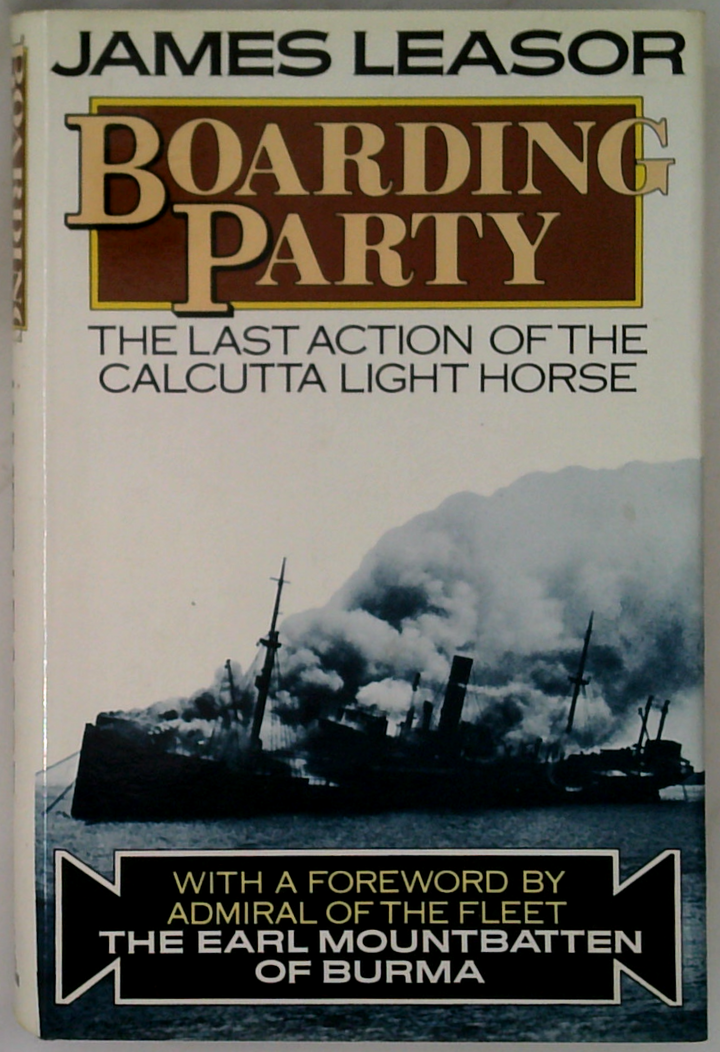 JAMES LEASOR
BOARDING
PARTY
THE LAST ACTION OF THE
CALCUTTA LIGHT HORSE
WITH A FOREWORD BY
ADMIRAL OF THE FLEET
THE EARL MOUNTBATTEN
OF BURMA
BOARDING